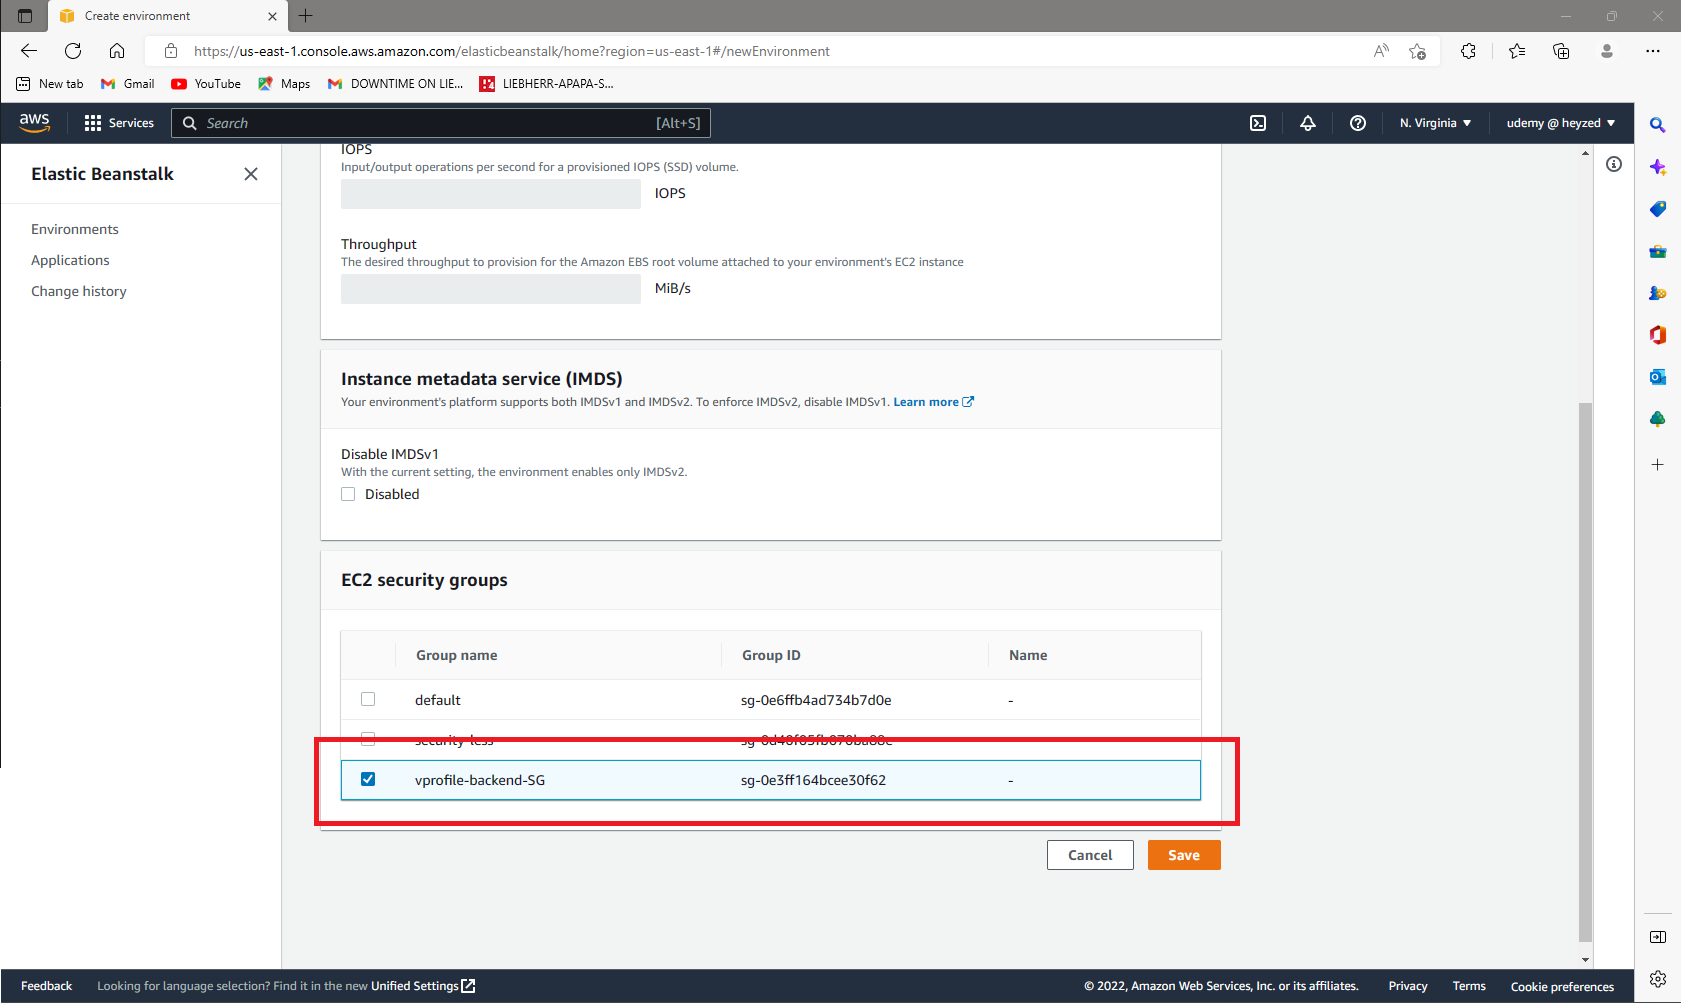 Create environment
https://us-east-1.console.aws.amazon.com/elasticbeanstalk/home?region=us-east-1#/newEnvironment
New tab Gmail YouTube Maps DOWNTIME ON LIE... LIEBHERR-APAPA-S...
aws Services Search [Alt+S] N. Virginia udemy @ heyzed
Elastic Beanstalk
Environments
Applications
Change history
IOPS
Input/output operations per second for a provisioned IOPS (SSD) volume.
IOPS
Throughput
The desired throughput to provision for the Amazon EBS root volume attached to your environment's EC2 instance
MiB/s
Instance metadata service (IMDS)
Your environment's platform supports both IMDSv1 and IMDSv2. To enforce IMDSv2, disable IMDSv1. Learn more
Disable IMDSv1
With the current setting, the environment enables only IMDSv2.
Disabled
EC2 security groups
Group name Group ID Name
default sg-0e6ffb4ad734b7d0e -
security-less
vprofile-backend-SG sg-0e3ff164bcee30f62 -
Cancel Save
Feedback Looking for language selection? Find it in the new Unified Settings © 2022, Amazon Web Services, Inc. or its affiliates. Privacy Terms Cookie preferences